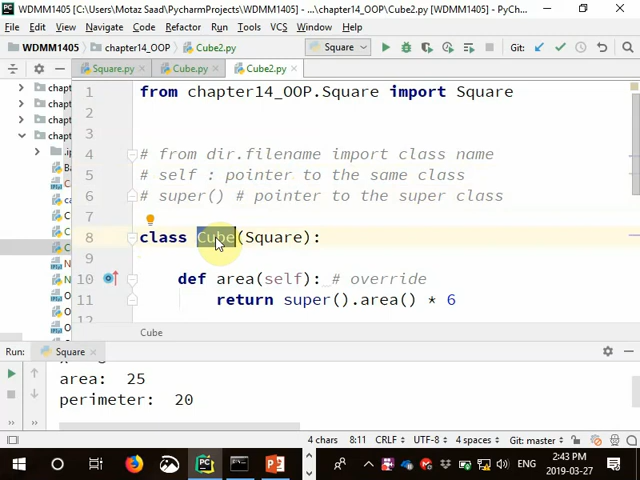 WDMM1405 [C:\Users\Motaz Saad\PycharmProjects\WDMM1405] - ...\chapter14_OOP\Cube2.py - PyC...
File Edit View Navigate Code Refactor Run Tools VCS Window Help
WDMM1405 chapter14_OOP Cube2.py Square Git:
Square.py Cube.py Cube2.py
1 from chapter14_OOP.Square import Square
2
3
4 # from dir.filename import class name
5 # self : pointer to the same class
6 # super() # pointer to the super class
7
8 class Cube(Square):
9
10 def area(self): # override
11 return super().area() * 6
12
Cube
Run: Square
area: 25
perimeter: 20
4 chars 8:11 CRLF UTF-8 4 spaces Git: master
2:43 PM
ENG
2019-03-27